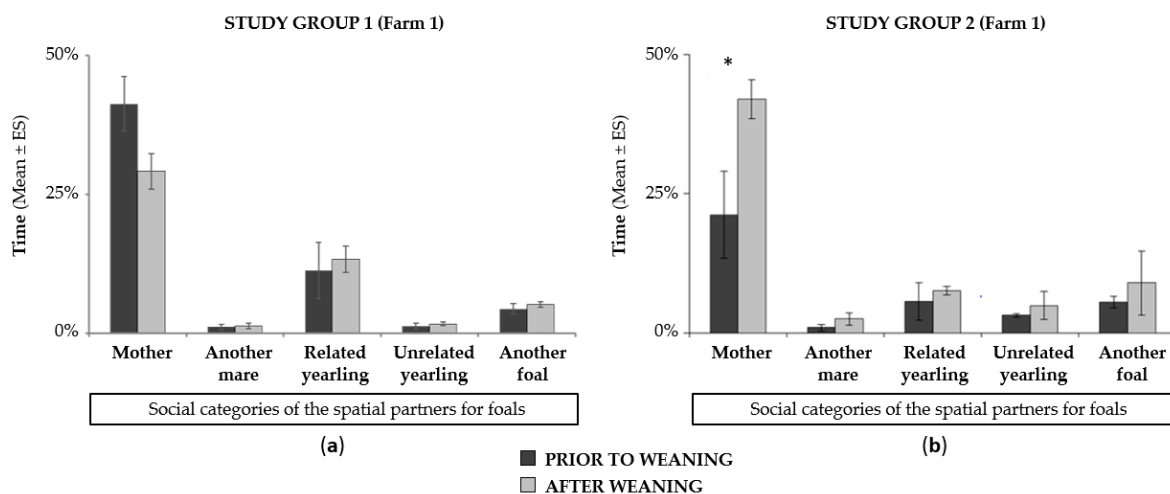 STUDY GROUP 1 (Farm 1)
50%
25%
0%
Time (Mean ± ES)
Mother
Another
mare
Related
yearling
Unrelated
yearling
Another
foal
Social categories of the spatial partners for foals
(a)
STUDY GROUP 2 (Farm 1)
*
50%
25%
0%
Time (Mean ± ES)
Mother
Another
mare
Related
yearling
Unrelated
yearling
Another
foal
Social categories of the spatial partners for foals
(b)
PRIOR TO WEANING
AFTER WEANING